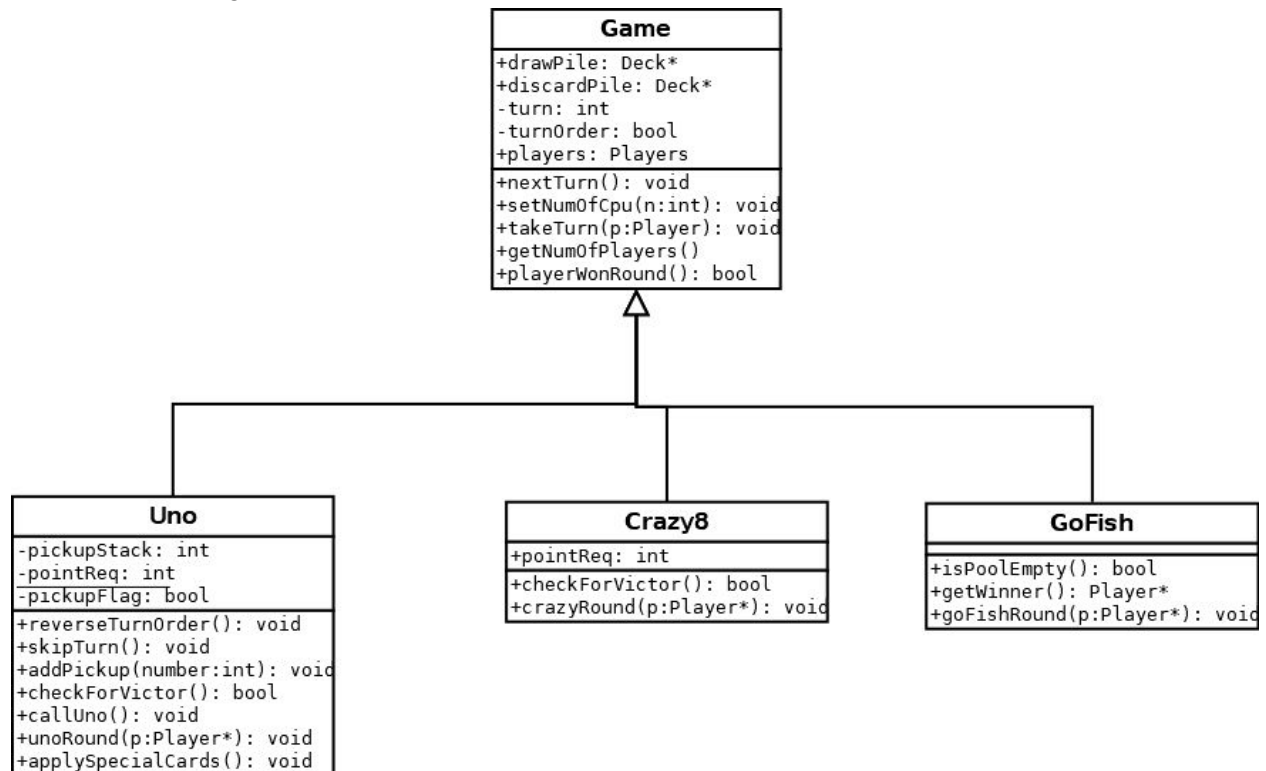 Game
+drawPile: Deck*
+discardPile: Deck*
-turn: int
-turnOrder: bool
+players: Players
+nextTurn(): void
+setNumOfCpu(n:int): void
+takeTurn(p:Player): void
+getNumOfPlayers()
+playerWonRound(): bool
Uno
-pickupStack: int
-pointReq: int
-pickupFlag: bool
+reverseTurnOrder(): void
+skipTurn(): void
+addPickup(number:int): void
+checkForVictor(): bool
+callUno(): void
+unoRound(p:Player*): void
+applySpecialCards(): void
Crazy8
+pointReq: int
+checkForVictor(): bool
+crazyRound(p:Player*): void
GoFish
+isPoolEmpty(): bool
+getWinner(): Player*
+goFishRound(p:Player*): void